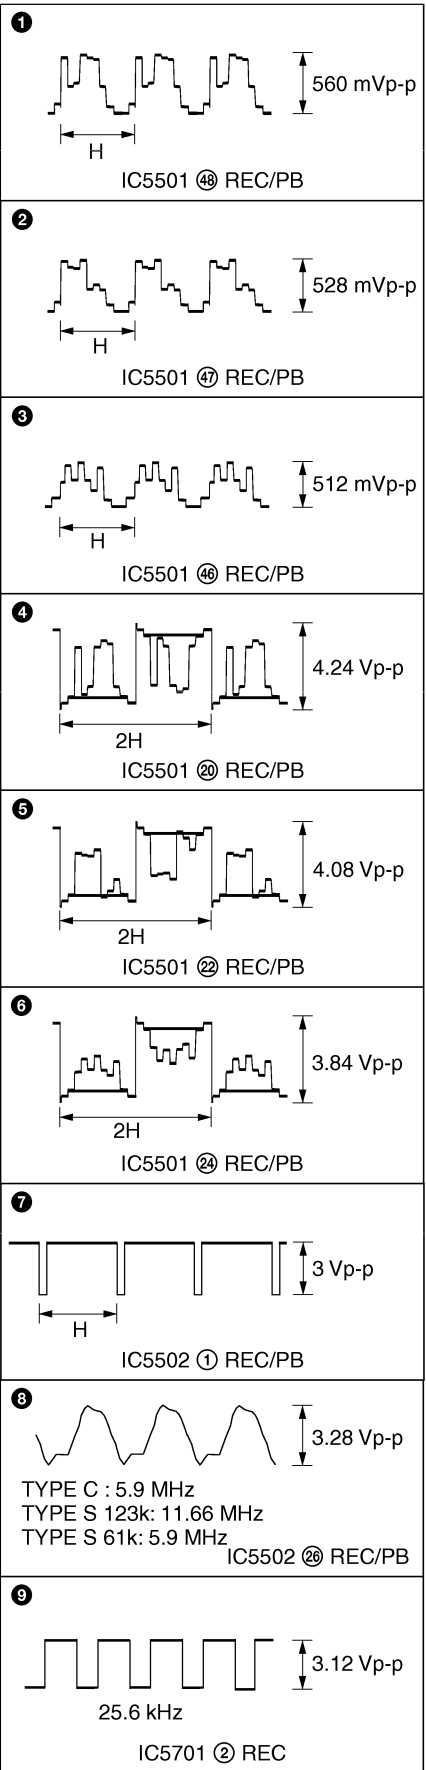 ❶
560 mVp-p
H
IC5501 ㊽ REC/PB
❷
528 mVp-p
H
IC5501 ㊼ REC/PB
❸
512 mVp-p
H
IC5501 ㊻ REC/PB
❹
4.24 Vp-p
2H
IC5501 ⑳ REC/PB
❺
4.08 Vp-p
2H
IC5501 ㉒ REC/PB
❻
3.84 Vp-p
2H
IC5501 ㉔ REC/PB
❼
3 Vp-p
H
IC5502 ① REC/PB
❽
3.28 Vp-p
TYPE C : 5.9 MHz
TYPE S 123k: 11.66 MHz
TYPE S 61k: 5.9 MHz
IC5502 ㉖ REC/PB
❾
3.12 Vp-p
25.6 kHz
IC5701 ② REC